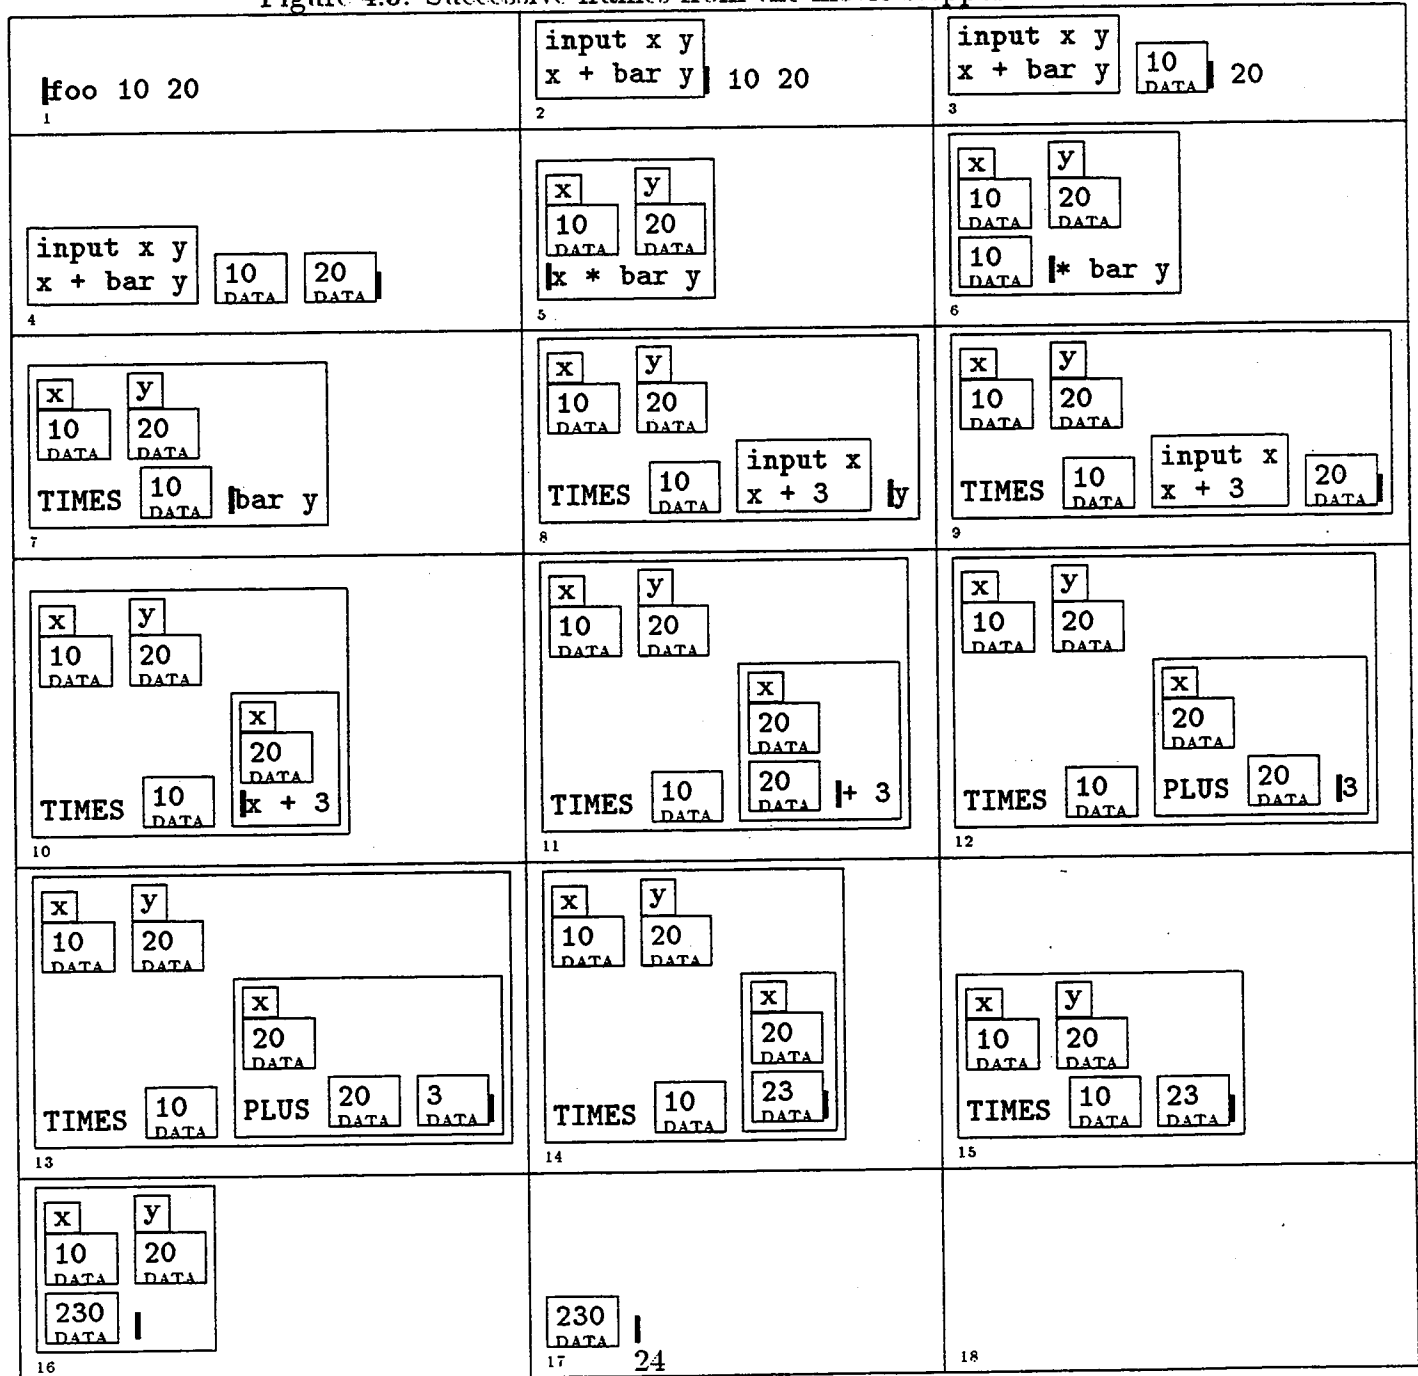 foo 10 20
1
input x y
x + bar y 10 20
2
input x y
x + bar y 10 20
DATA
3
input x y
x + bar y 10 20
DATA DATA
4
x y
10 20
DATA DATA
x * bar y
5
x y
10 20
DATA DATA
10 * bar y
DATA
6
x y
10 20
DATA DATA
TIMES 10 bar y
DATA
7
x y
10 20
DATA DATA
input x
TIMES 10 x + 3 y
DATA
8
x y
10 20
DATA DATA
input x
TIMES 10 x + 3 20
DATA DATA
9
x y
10 20
DATA DATA
x
20
DATA
TIMES 10 x + 3
DATA
10
x y
10 20
DATA DATA
x
20
DATA
TIMES 10 20 + 3
DATA DATA
11
x y
10 20
DATA DATA
x
20
DATA
TIMES 10 PLUS 20 3
DATA DATA
12
x y
10 20
DATA DATA
x
20
DATA
TIMES 10 PLUS 20 3
DATA DATA DATA
13
x y
10 20
DATA DATA
x
20
DATA
TIMES 10 23
DATA DATA
14
x y
10 20
DATA DATA
TIMES 10 23
DATA DATA
15
x y
10 20
DATA DATA
230
DATA
16
230
DATA
17
24
18